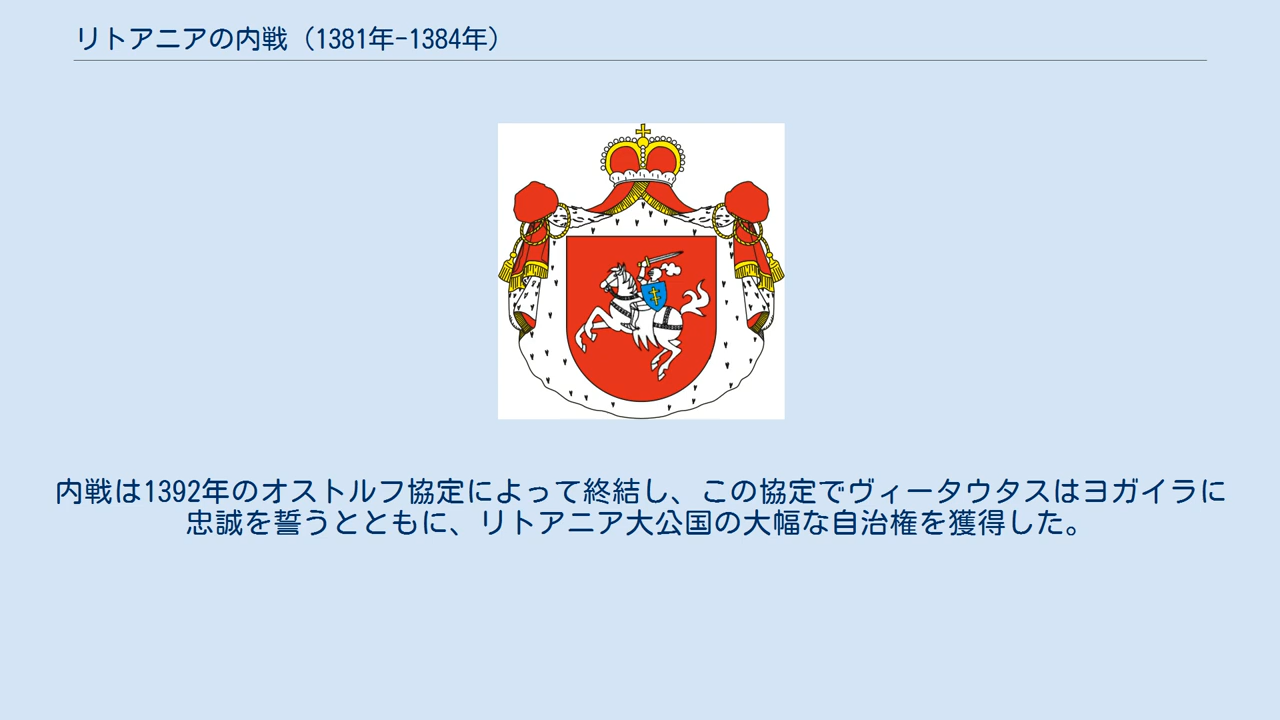 リトアニアの内戦（1381年-1384年）
内戦は1392年のオストルフ協定によって終結し、この協定でヴィータウタスはヨガイラに
忠誠を誓うとともに、リトアニア大公国の大幅な自治権を獲得した。